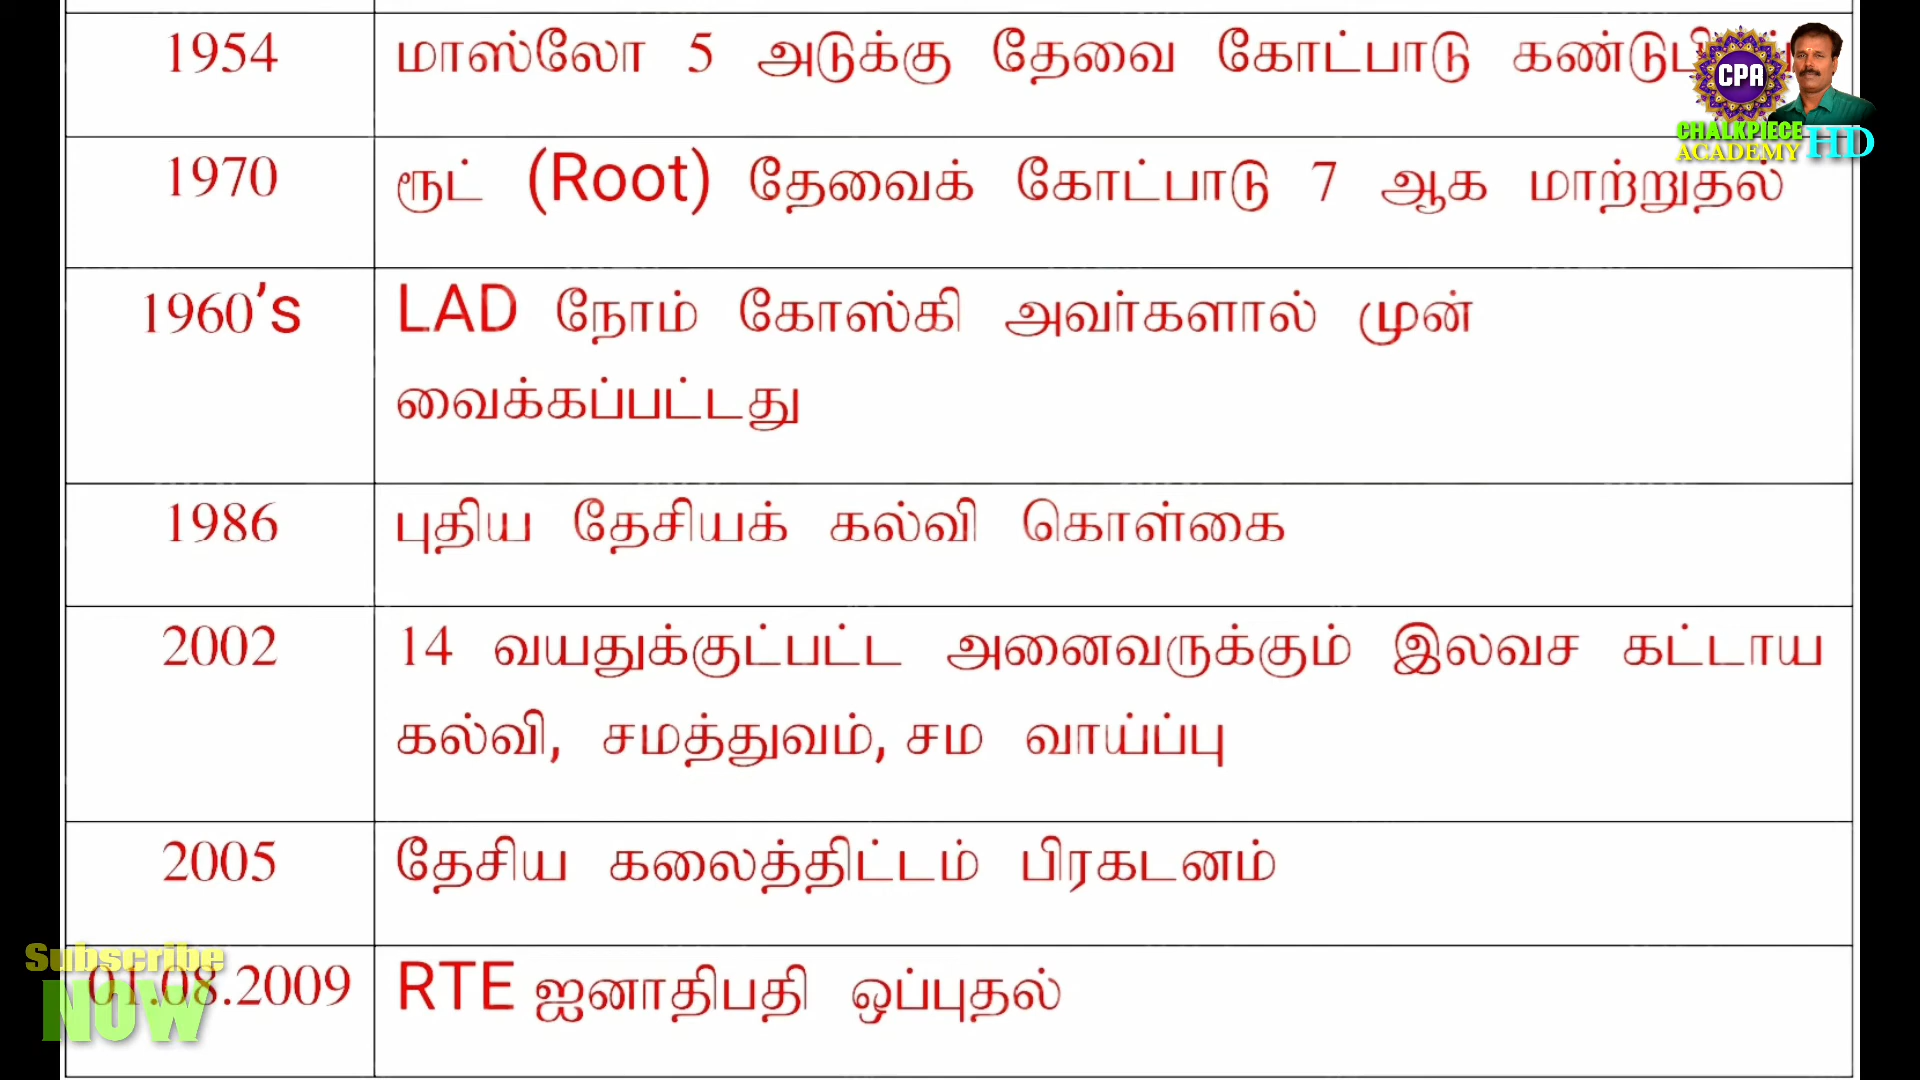 1954 மாஸ்லோ 5 அடுக்கு தேவை கோட்பாடு
1970 ரூட் (Root) தேவைக் கோட்பாடு 7 ஆக மாற்றுதல்
1960's LAD நோம் கோஸ்கி அவர்களால் முன்
வைக்கப்பட்டது
1986 புதிய தேசியக் கல்வி கொள்கை
2002 14 வயதுக்குட்பட்ட அனைவருக்கும் இலவச கட்டாய
கல்வி, சமத்துவம், சம வாய்ப்பு
2005 தேசிய கலைத்திட்டம் பிரகடனம்
01.08.2009 RTE ஐனாதிபதி ஒப்புதல்
CPA
CHALKPIECE
ACADEMY HD
Subscribe
NOW